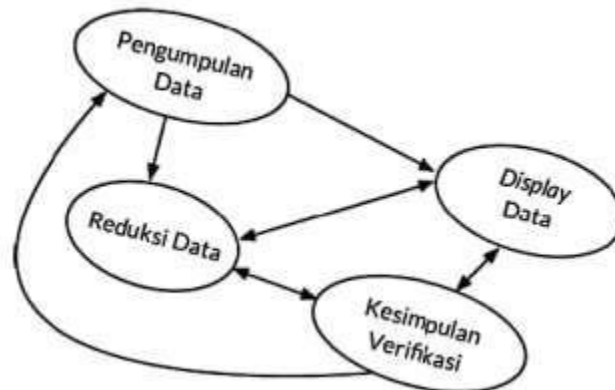 Pengumpulan
Data
Display
Data
Reduksi Data
Kesimpulan
Verifikasi